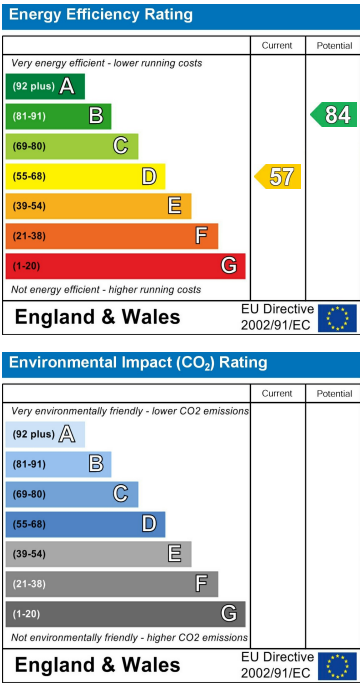 Energy Efficiency Rating
Current Potential
Very energy efficient - lower running costs
(92 plus) A
(81-91) B
84
(69-80) C
(55-68) D
57
(39-54) E
(21-38) F
(1-20) G
Not energy efficient - higher running costs
England & Wales
EU Directive
2002/91/EC
Environmental Impact (CO₂) Rating
Current Potential
Very environmentally friendly - lower CO2 emissions
(92 plus) A
(81-91) B
(69-80) C
(55-68) D
(39-54) E
(21-38) F
(1-20) G
Not environmentally friendly - higher CO2 emissions
England & Wales
EU Directive
2002/91/EC